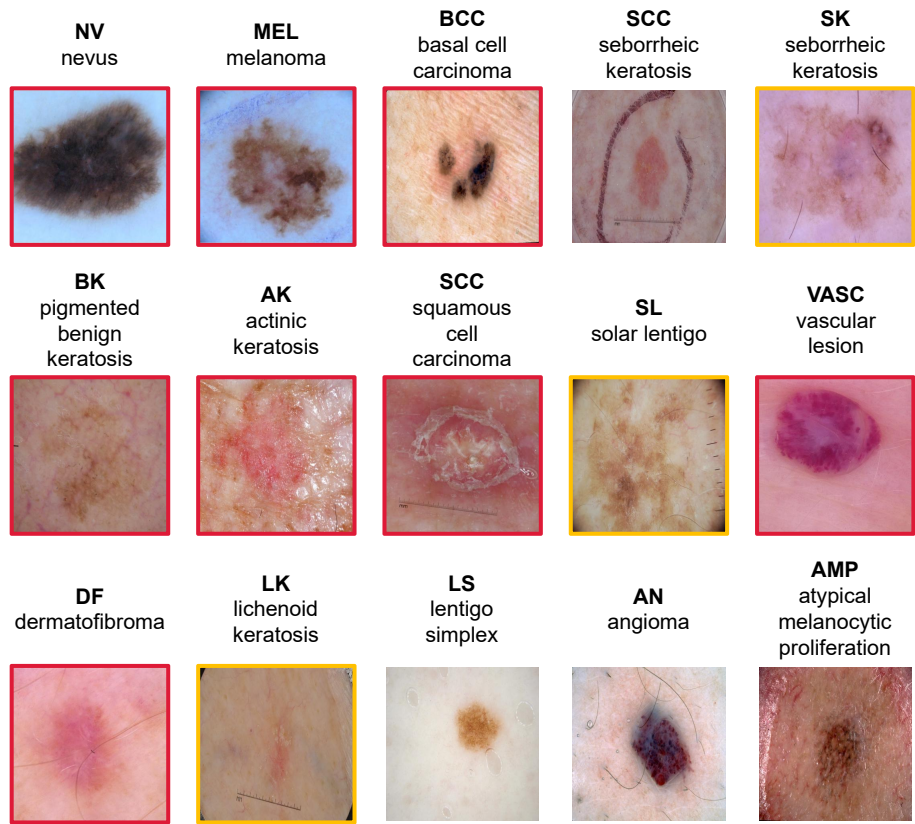 NV
nevus
MEL
melanoma
BCC
basal cell
carcinoma
SCC
seborrheic
keratosis
SK
seborrheic
keratosis
BK
pigmented
benign
keratosis
AK
actinic
keratosis
SCC
squamous
cell
carcinoma
SL
solar lentigo
VASC
vascular
lesion
DF
dermatofibroma
LK
lichenoid
keratosis
LS
lentigo
simplex
AN
angioma
AMP
atypical
melanocytic
proliferation